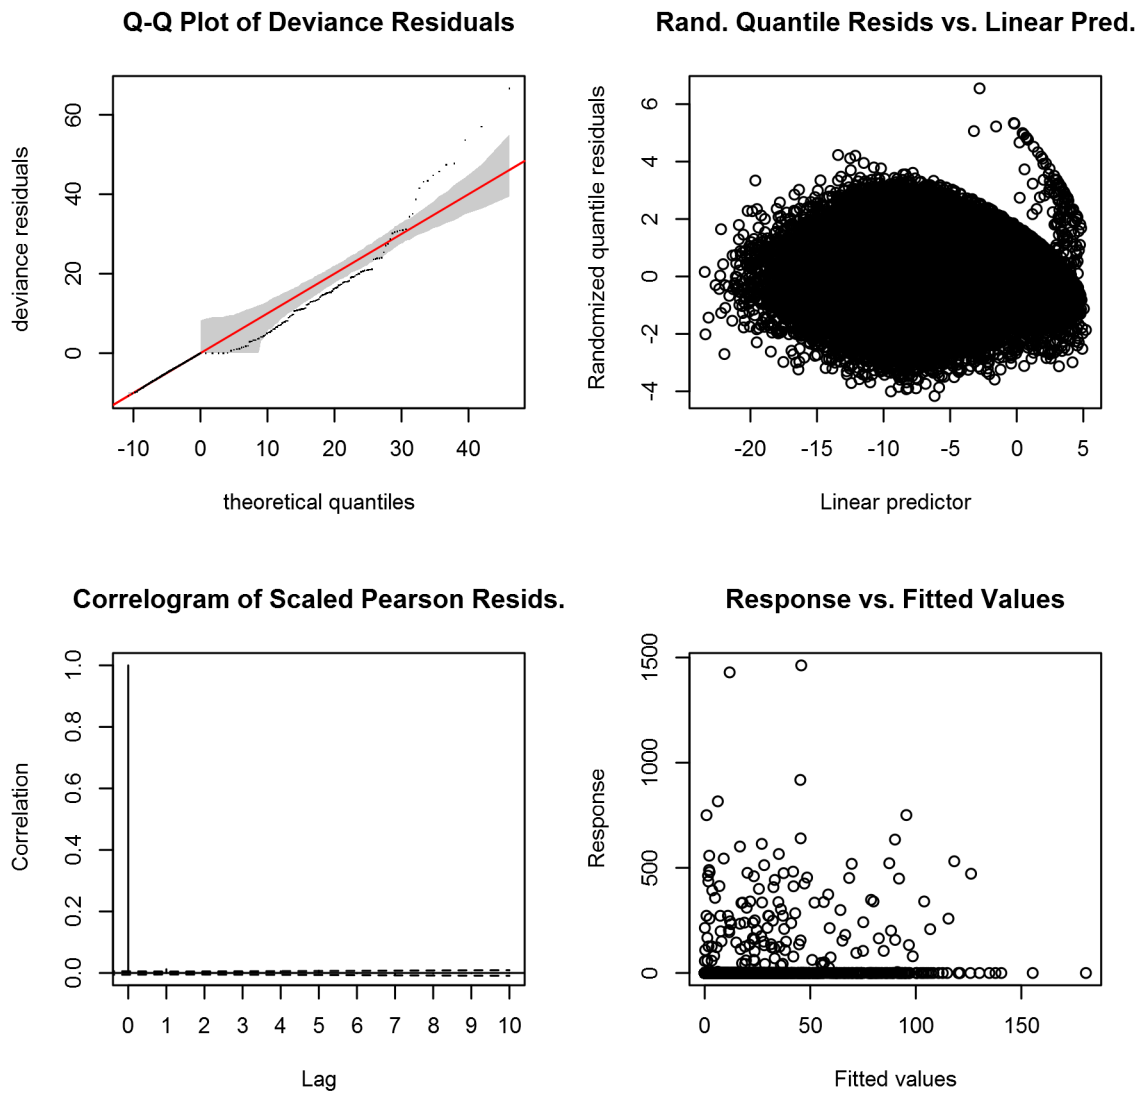 Q-Q Plot of Deviance Residuals
deviance residuals
60
40
20
0
-10 0 10 20 30 40
theoretical quantiles
Rand. Quantile Resids vs. Linear Pred.
Randomized quantile residuals
6
4
2
0
-2
-4
-20 -15 -10 -5 0 5
Linear predictor
Correlogram of Scaled Pearson Resids.
Correlation
1.0
0.8
0.6
0.4
0.2
0.0
0 1 2 3 4 5 6 7 8 9 10
Lag
Response vs. Fitted Values
Response
1500
1000
500
0
0 50 100 150
Fitted values